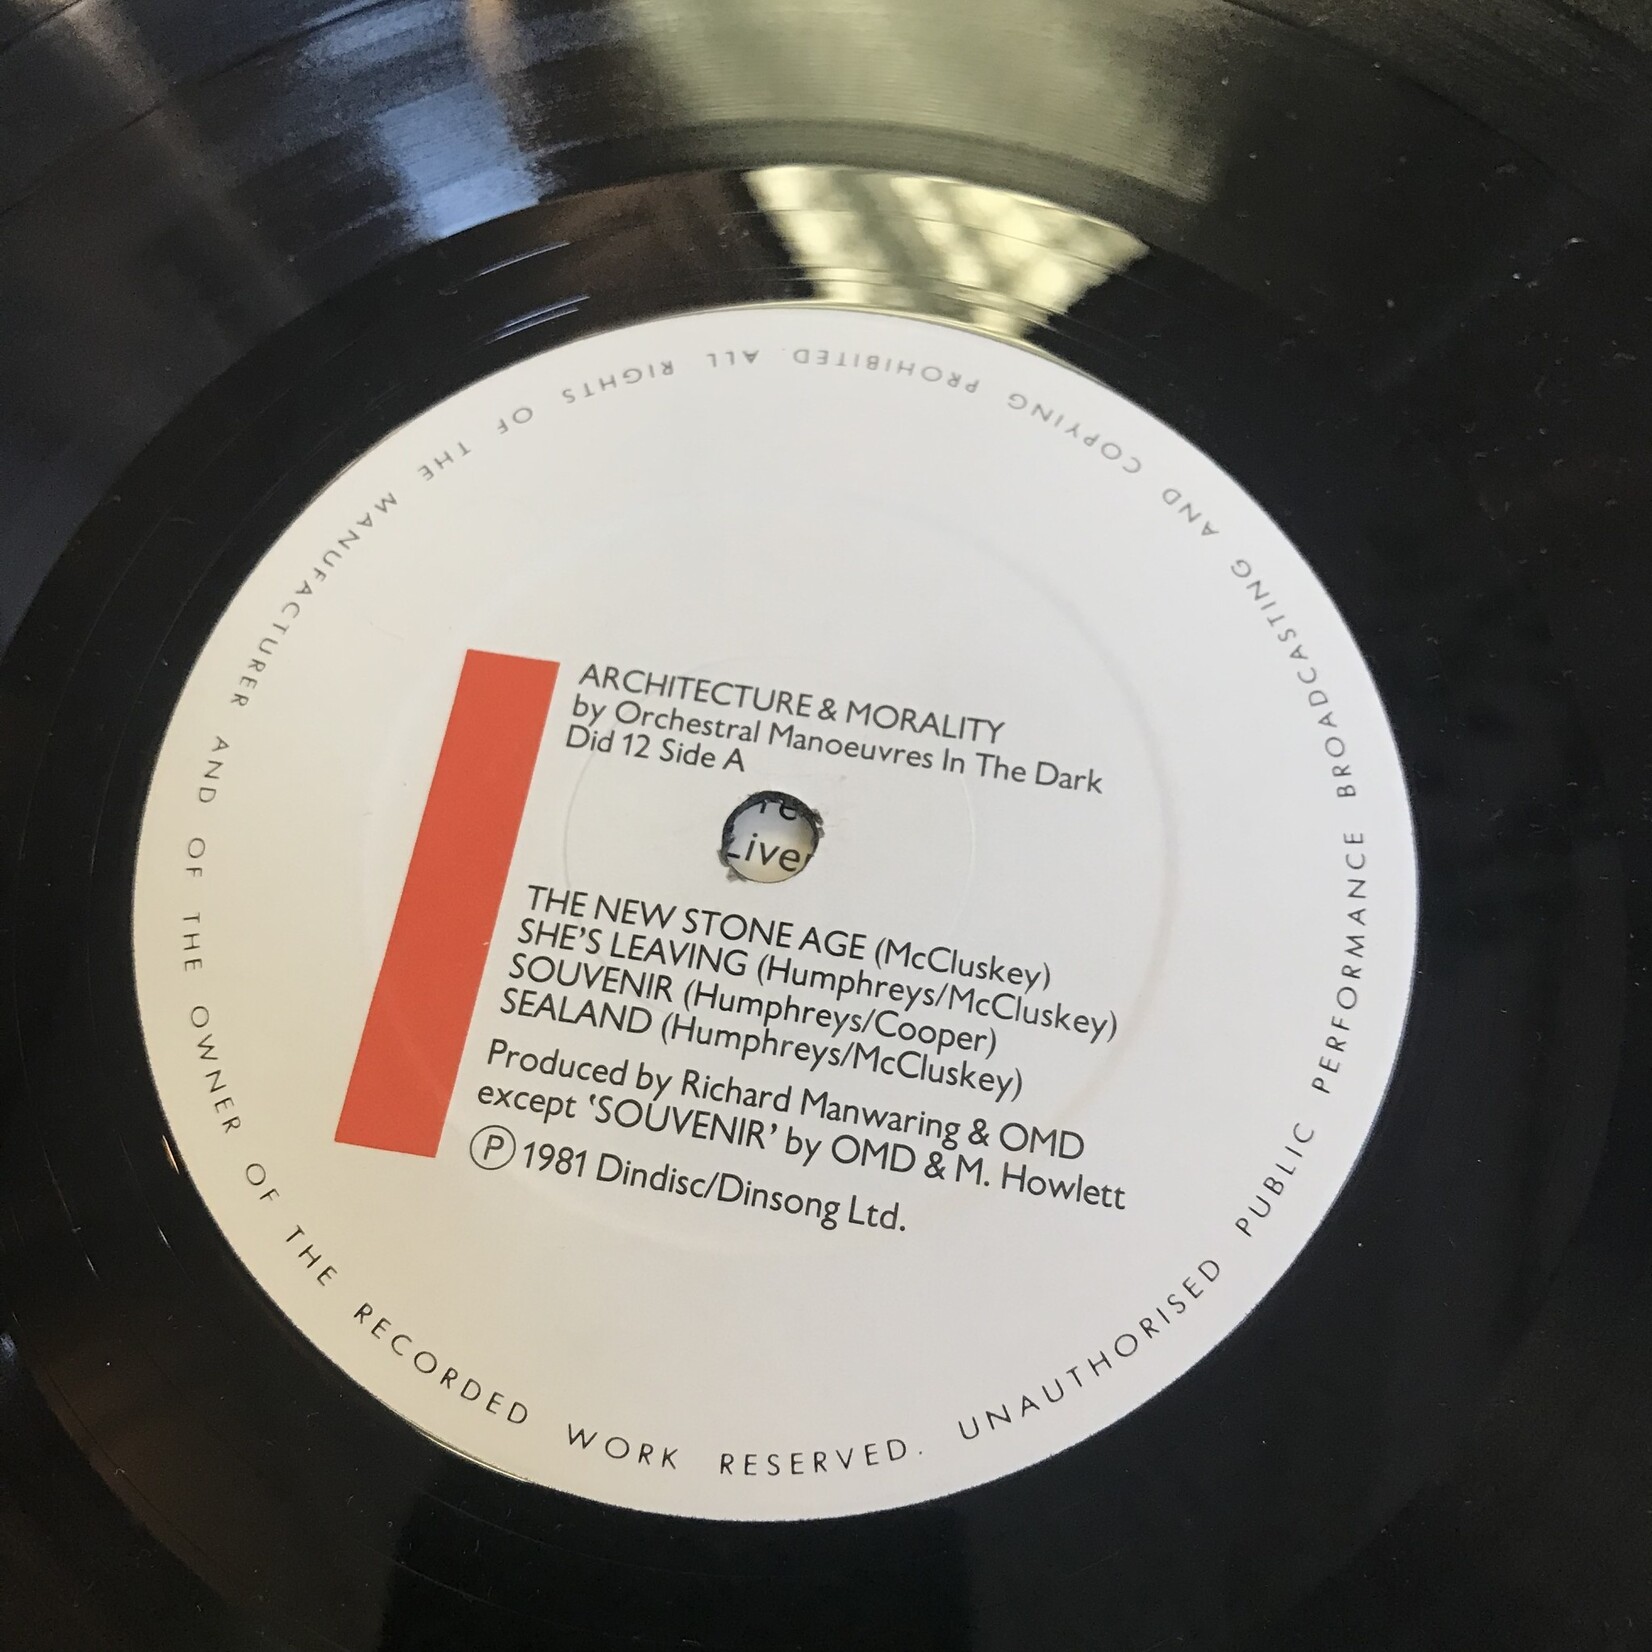 ARCHITECTURE & MORALITY
by Orchestral Manoeuvres In The Dark
Did 12 Side A
THE NEW STONE AGE (McCluskey)
SHE'S LEAVING (Humphreys/McCluskey)
SOUVENIR (Humphreys/Cooper)
SEALAND (Humphreys/McCluskey)
Produced by Richard Manwaring & OMD
except ‘SOUVENIR’ by OMD & M. Howlett
Ⓟ 1981 Dindisc/Dinsong Ltd.
ALL RIGHTS OF THE MANUFACTURER AND OF THE OWNER OF THE RECORDED WORK RESERVED. UNAUTHORISED PUBLIC PERFORMANCE BROADCASTING AND COPYING PROHIBITED.